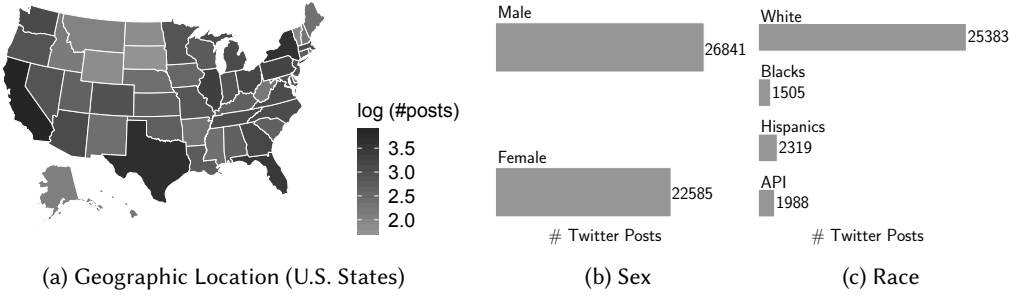 log (#posts)
3.5
3.0
2.5
2.0
(a) Geographic Location (U.S. States)
Male
26841
Female
22585
# Twitter Posts
(b) Sex
White
25383
Blacks
1505
Hispanics
2319
API
1988
# Twitter Posts
(c) Race